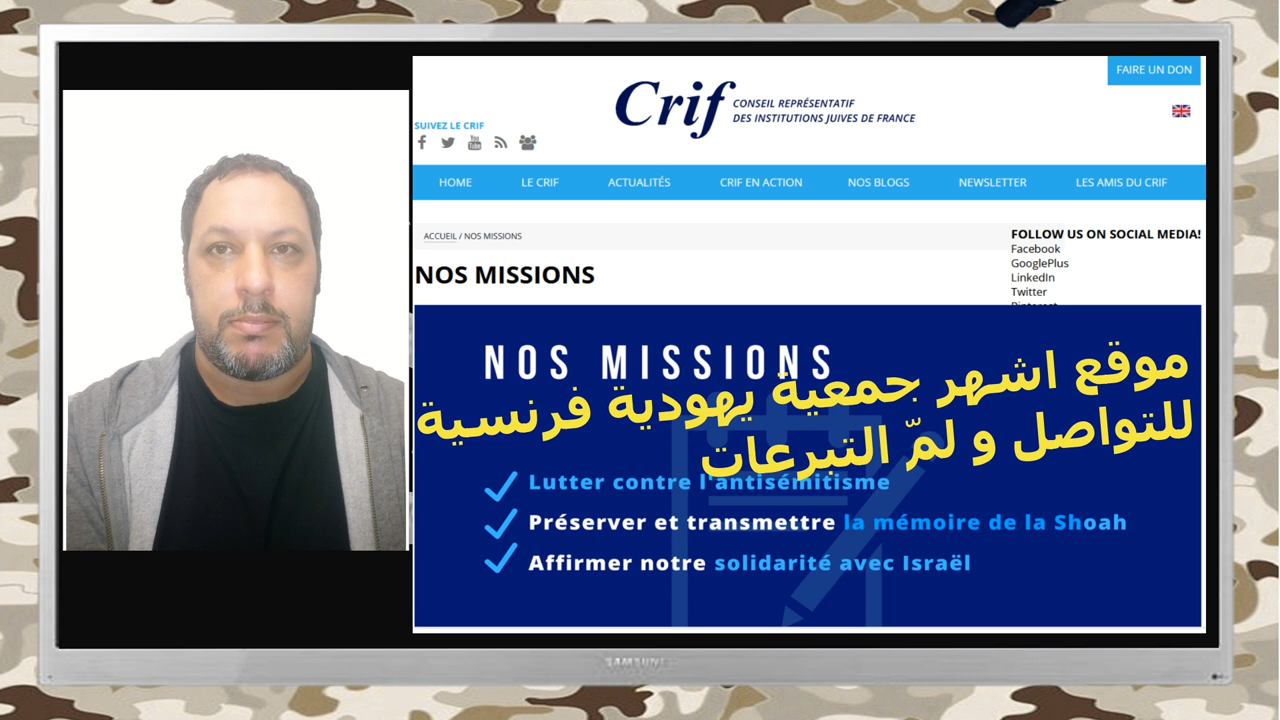 FAIRE UN DON
Crif CONSEIL REPRÉSENTATIF
DES INSTITUTIONS JUIVES DE FRANCE
SUIVEZ LE CRIF
You
Tube
HOME LE CRIF ACTUALITÉS CRIF EN ACTION NOS BLOGS NEWSLETTER LES AMIS DU CRIF
ACCUEIL / NOS MISSIONS
FOLLOW US ON SOCIAL MEDIA!
Facebook
GooglePlus
LinkedIn
Twitter
Pinterest
NOS MISSIONS
NOS MISSIONS
موقع اشهر جمعية يهودية فرنسية
للتواصل و لمّ التبرعات
Lutter contre l'antisémitisme
Préserver et transmettre la mémoire de la Shoah
Affirmer notre solidarité avec Israël
SAMSUNG